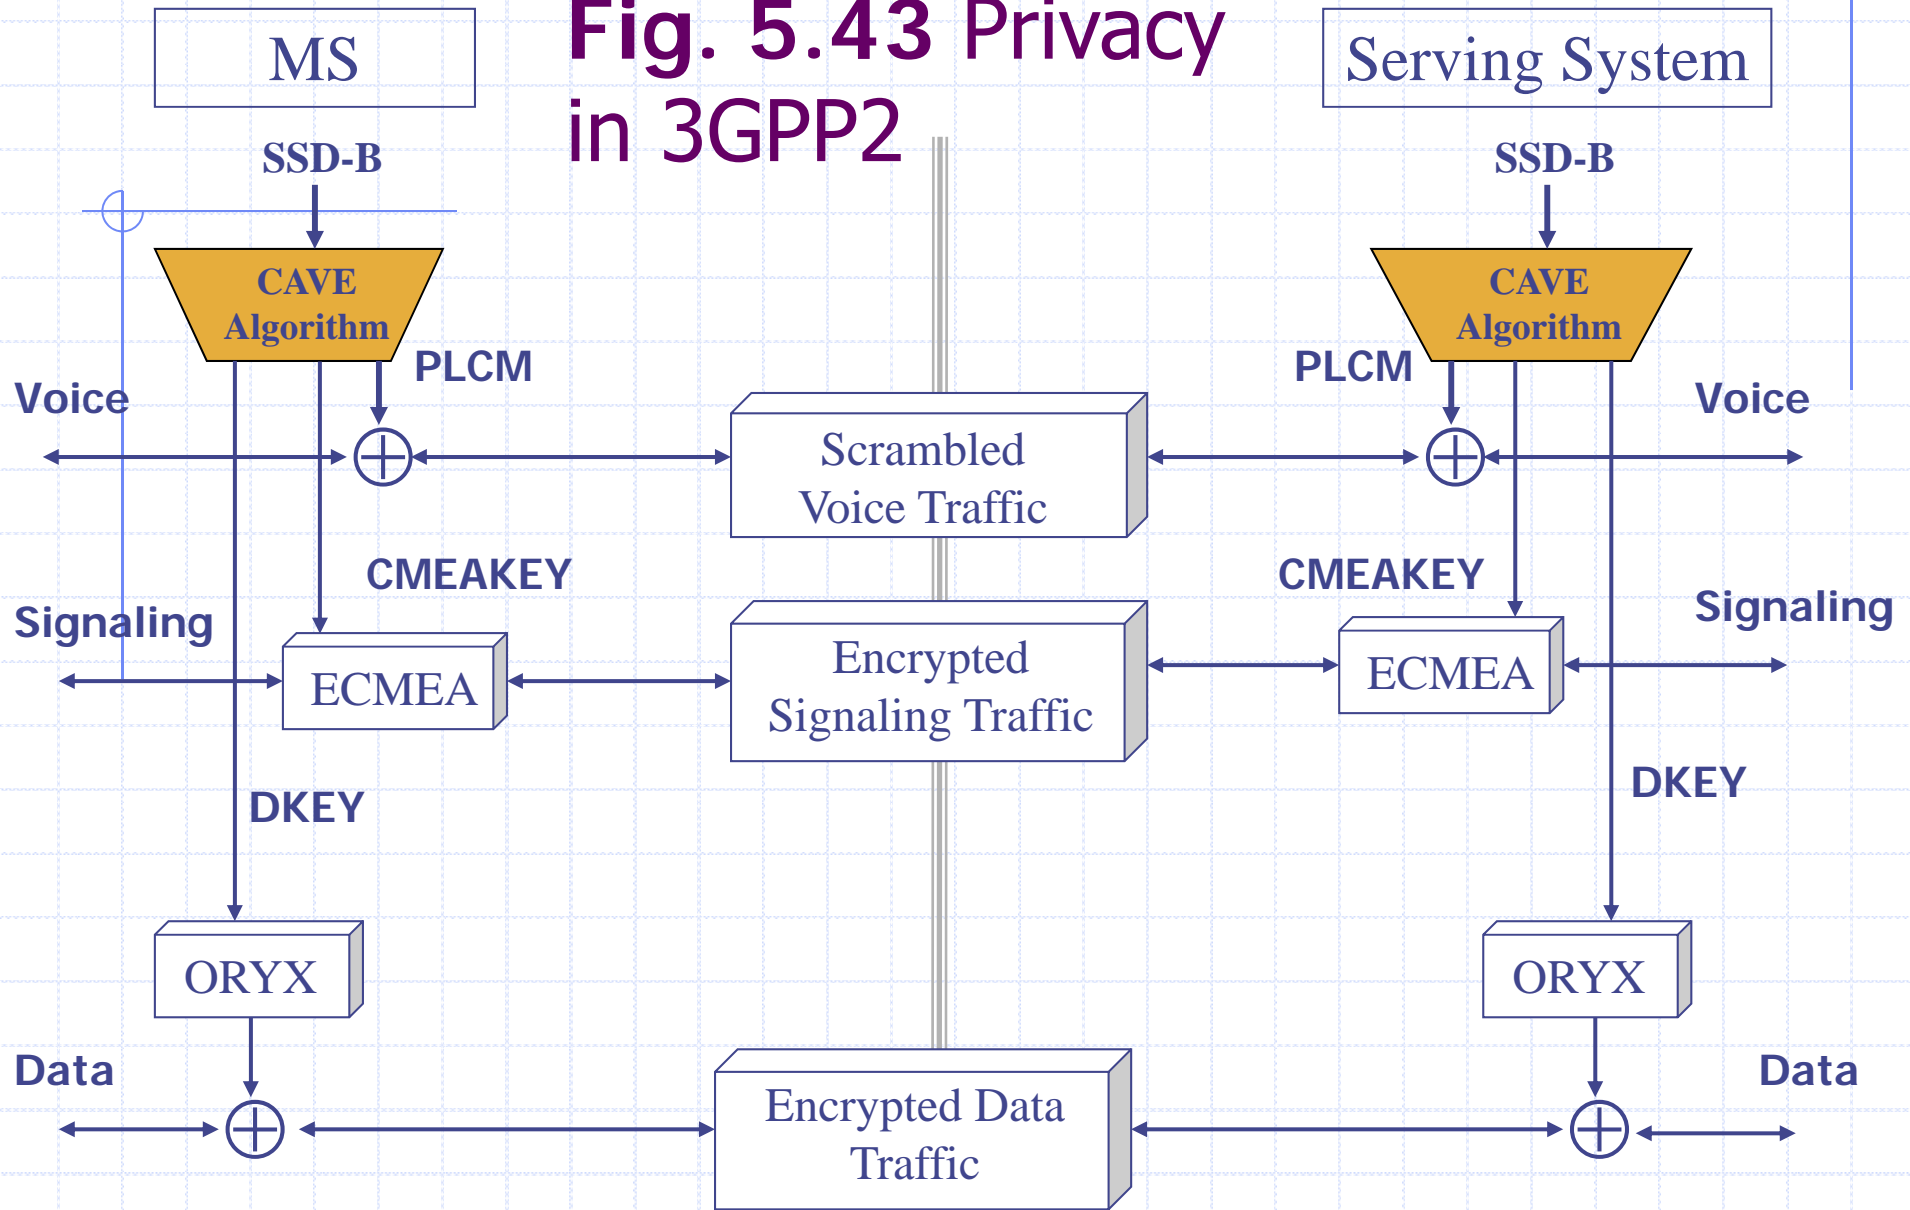 MS
Fig. 5.43 Privacy
in 3GPP2
Serving System
SSD-B
SSD-B
CAVE
Algorithm
CAVE
Algorithm
PLCM
PLCM
Voice
Voice
Scrambled
Voice Traffic
CMEAKEY
CMEAKEY
Signaling
Signaling
ECMEA
Encrypted
Signaling Traffic
ECMEA
DKEY
DKEY
ORYX
ORYX
Data
Data
Encrypted Data
Traffic